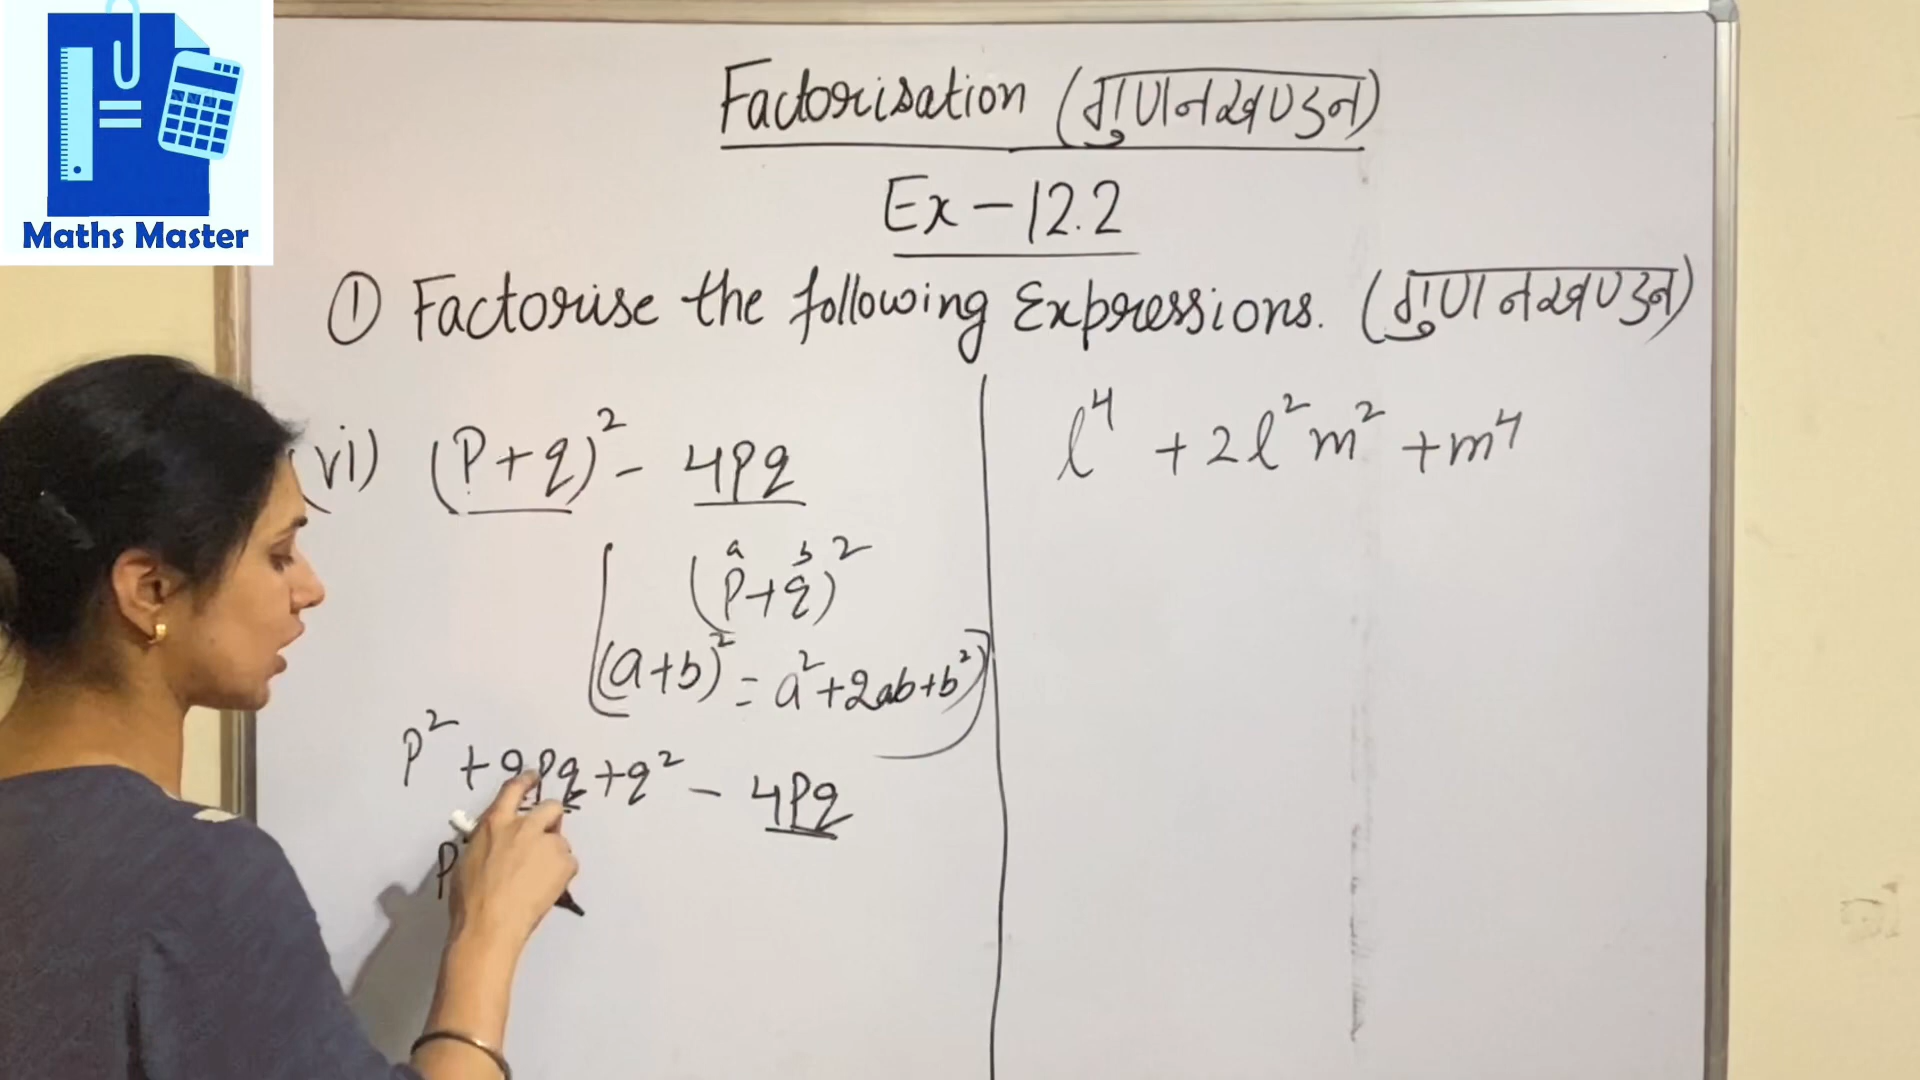 Maths Master
Factorisation (गुणनखण्डन)
Ex – 12.2
① Factorise the following Expressions. (गुणनखण्डन)
(vi) (P+q)² – 4Pq
a b
(P+q)²
(a+b)² = a²+2ab+b²
P² + 2Pq + q² – 4Pq
P²
l⁴ + 2l²m² + m⁴